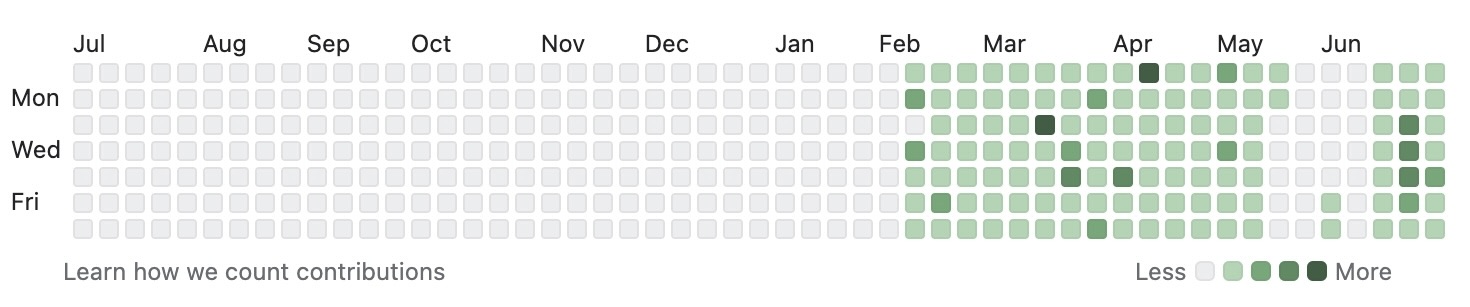 Jul Aug Sep Oct Nov Dec Jan Feb Mar Apr May Jun
Mon
Wed
Fri
Learn how we count contributions Less More